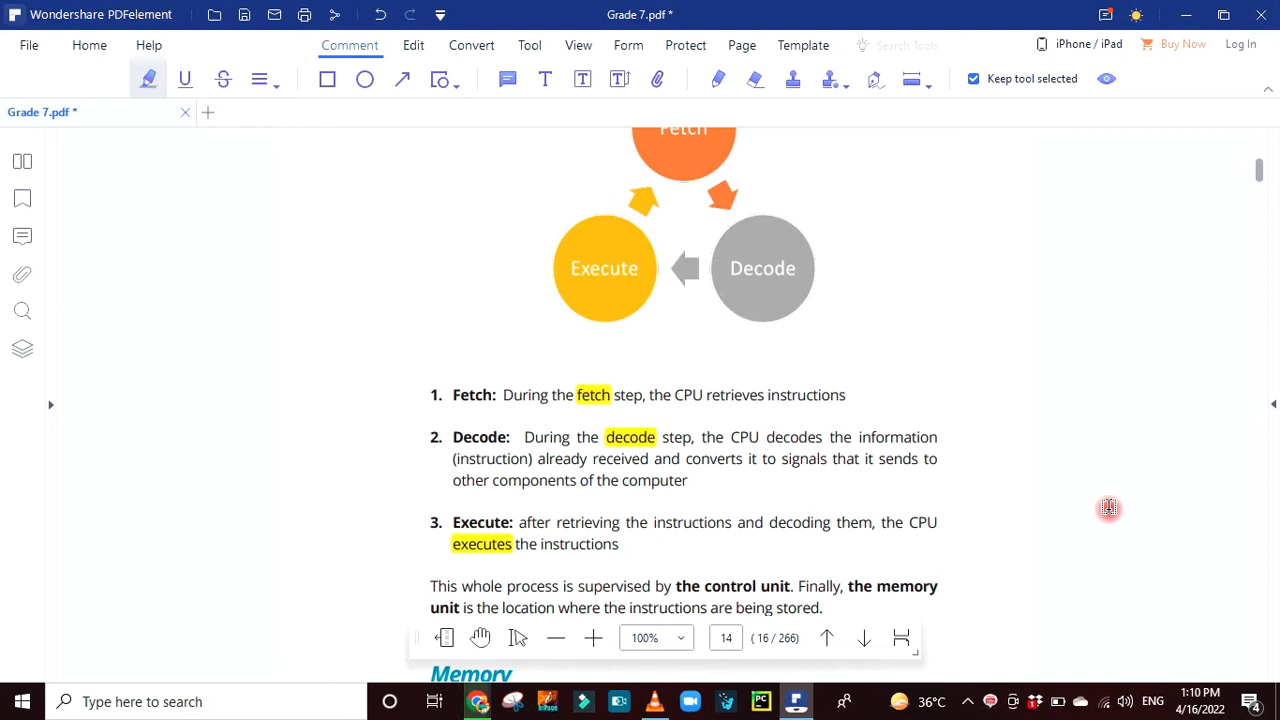 Wondershare PDFelement
Grade 7.pdf *
File Home Help Comment Edit Convert Tool View Form Protect Page Template Search Tools iPhone / iPad Buy Now Log In
Keep tool selected
Grade 7.pdf *
Fetch
Execute
Decode
1. Fetch: During the fetch step, the CPU retrieves instructions
2. Decode: During the decode step, the CPU decodes the information
(instruction) already received and converts it to signals that it sends to
other components of the computer
3. Execute: after retrieving the instructions and decoding them, the CPU
executes the instructions
This whole process is supervised by the control unit. Finally, the memory
unit is the location where the instructions are being stored.
100% 14 (16 / 266)
Memory
Type here to search
36°C ENG
1:10 PM
4/16/2022
4